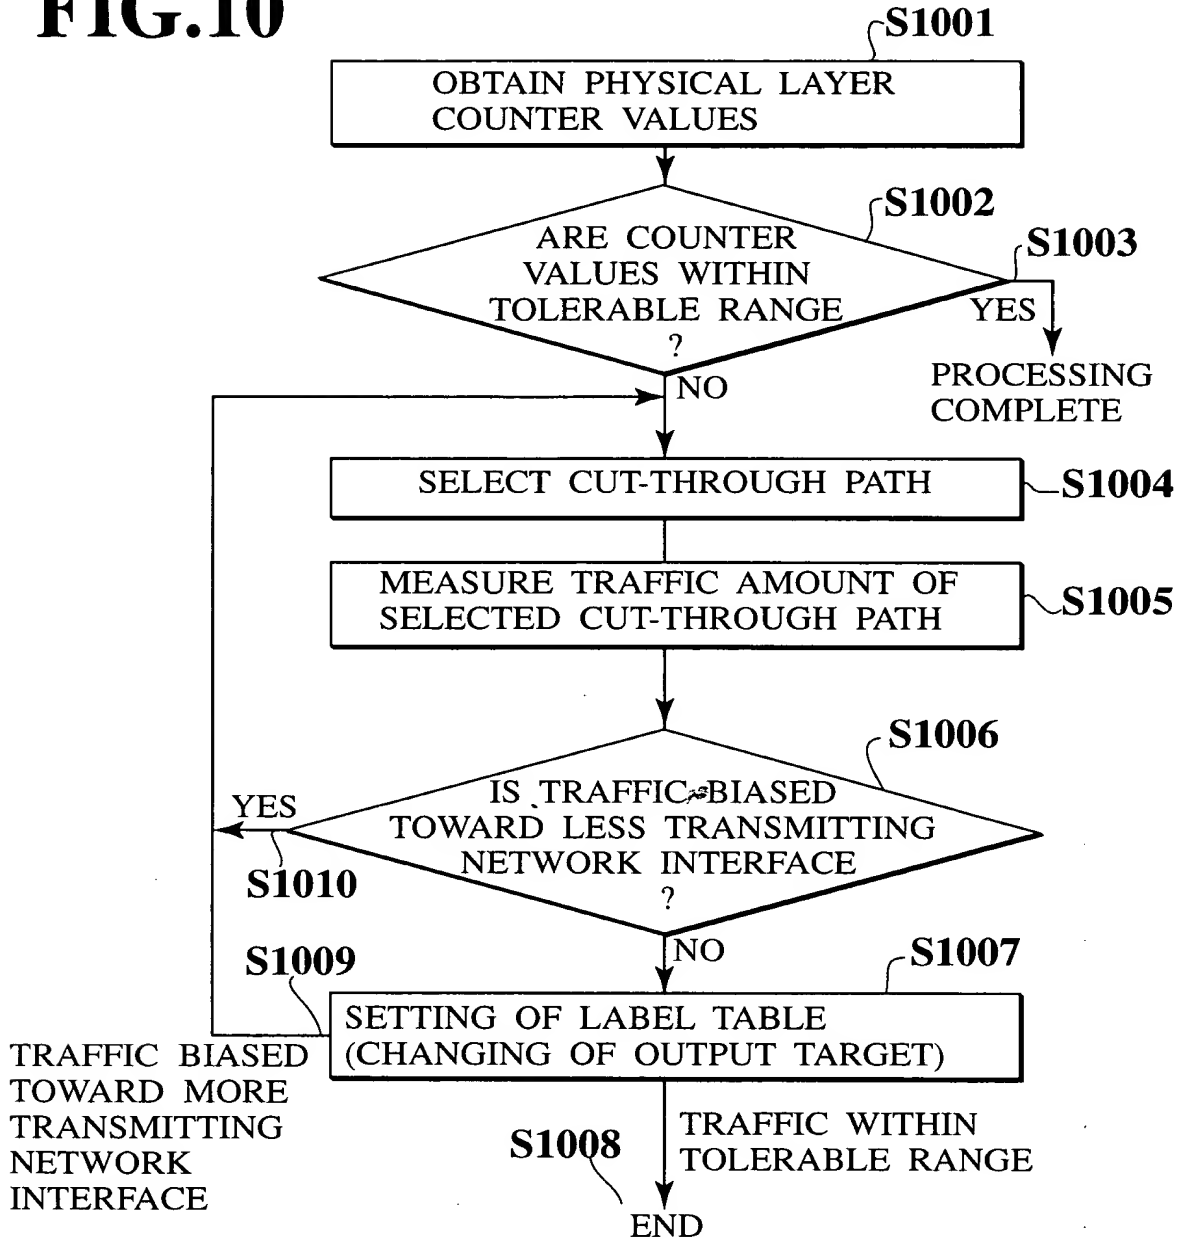 FIG.10
S1001
OBTAIN PHYSICAL LAYER
COUNTER VALUES
S1002
ARE COUNTER
VALUES WITHIN
TOLERABLE RANGE
?
S1003
YES
PROCESSING
COMPLETE
NO
SELECT CUT-THROUGH PATH
S1004
MEASURE TRAFFIC AMOUNT OF
SELECTED CUT-THROUGH PATH
S1005
S1006
IS TRAFFIC BIASED
TOWARD LESS TRANSMITTING
NETWORK INTERFACE
?
YES
S1010
NO
S1007
SETTING OF LABEL TABLE
(CHANGING OF OUTPUT TARGET)
S1009
TRAFFIC BIASED
TOWARD MORE
TRANSMITTING
NETWORK
INTERFACE
TRAFFIC WITHIN
TOLERABLE RANGE
S1008
END